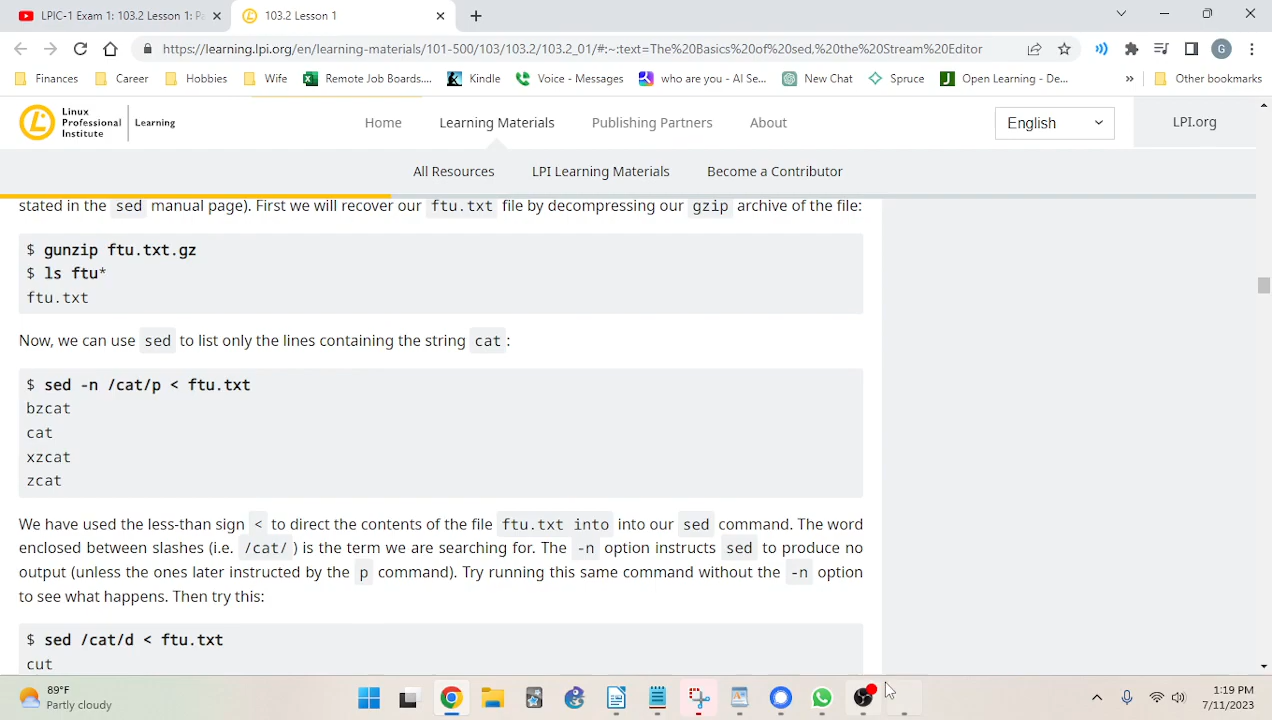 LPIC-1 Exam 1: 103.2 Lesson 1: Pa
103.2 Lesson 1
https://learning.lpi.org/en/learning-materials/101-500/103/103.2/103.2_01/#:~:text=The%20Basics%20of%20sed,%20the%20Stream%20Editor
G
Finances
Career
Hobbies
Wife
Remote Job Boards....
Kindle
Voice - Messages
who are you - AI Se...
New Chat
Spruce
Open Learning - De...
»
Other bookmarks
Linux
Professional
Institute
Learning
Home
Learning Materials
Publishing Partners
About
English
LPI.org
All Resources
LPI Learning Materials
Become a Contributor
stated in the sed manual page). First we will recover our ftu.txt file by decompressing our gzip archive of the file:
$ gunzip ftu.txt.gz
$ ls ftu*
ftu.txt
Now, we can use sed to list only the lines containing the string cat:
$ sed -n /cat/p < ftu.txt
bzcat
cat
xzcat
zcat
We have used the less-than sign < to direct the contents of the file ftu.txt into into our sed command. The word
enclosed between slashes (i.e. /cat/ ) is the term we are searching for. The -n option instructs sed to produce no
output (unless the ones later instructed by the p command). Try running this same command without the -n option
to see what happens. Then try this:
$ sed /cat/d < ftu.txt
cut
89°F
Partly cloudy
1:19 PM
7/11/2023